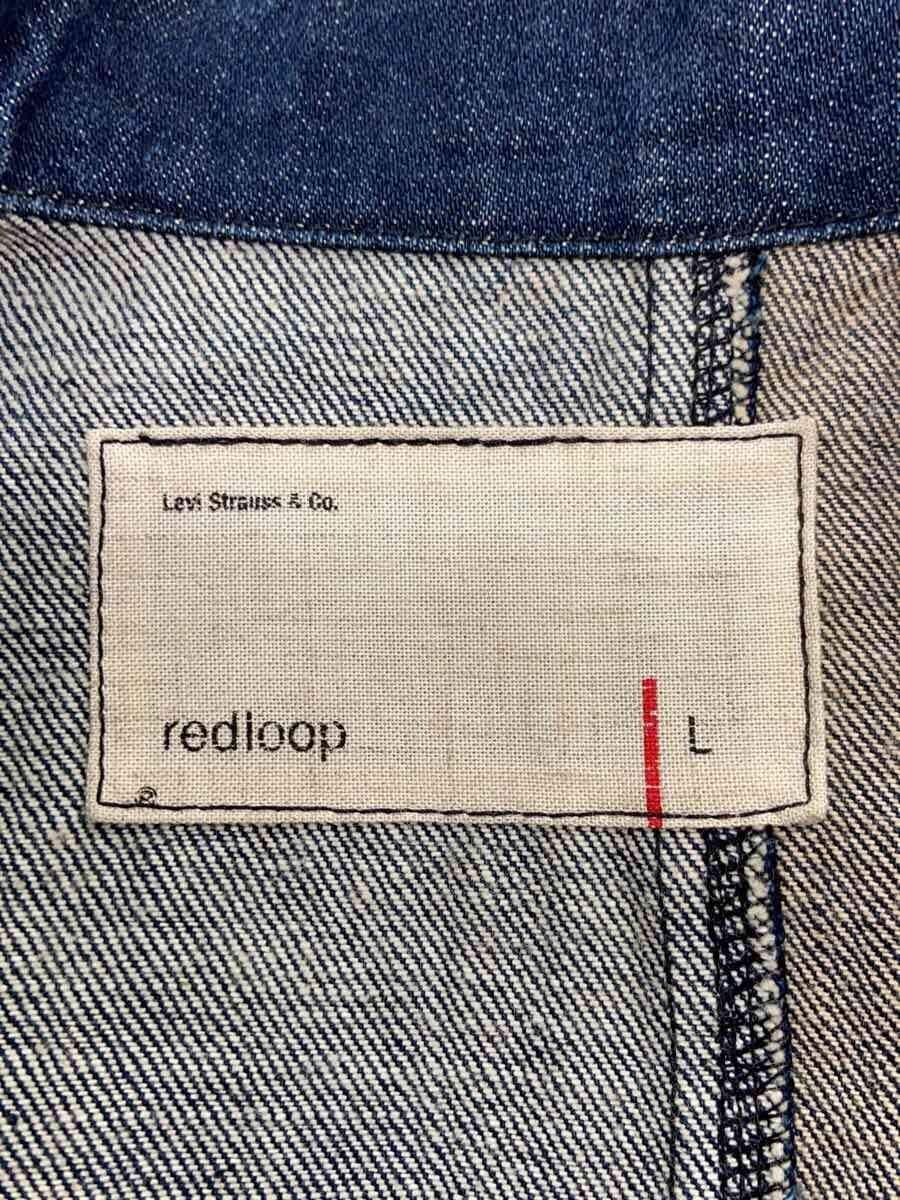 Levi Strauss & Co.
redloop
L
®